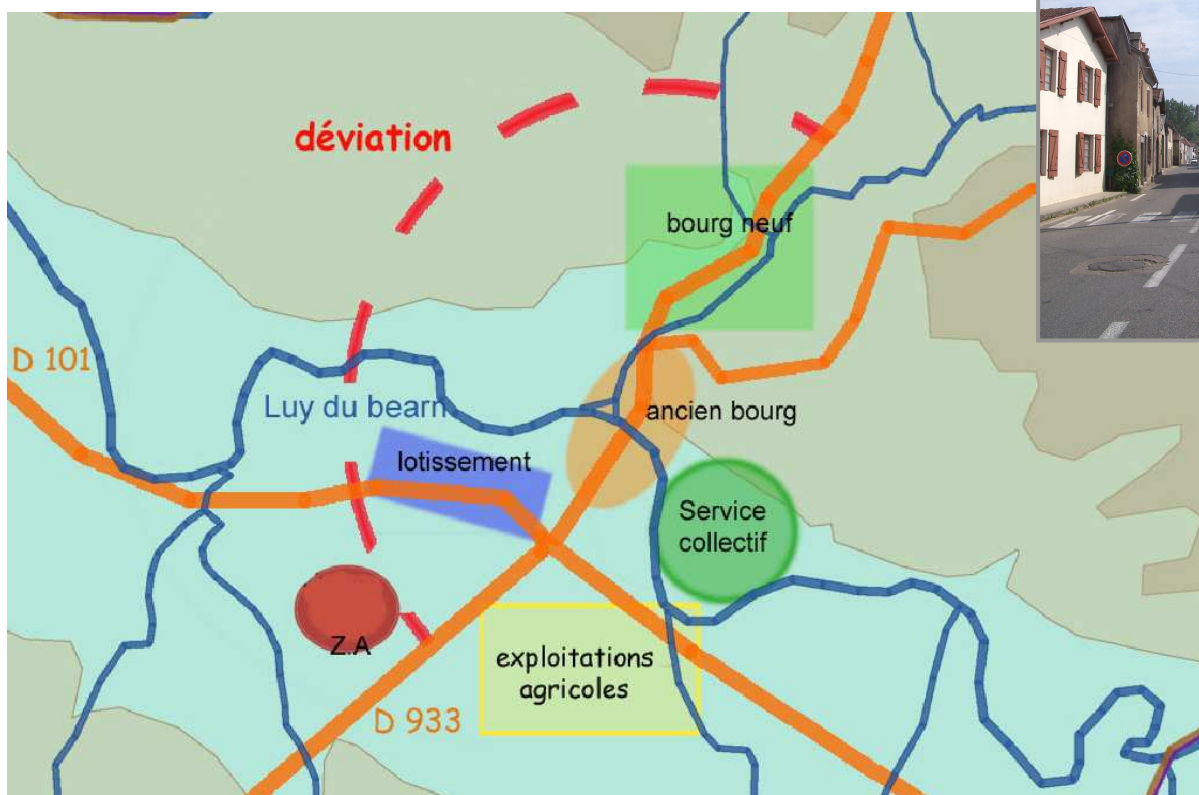 déviation
bourg neuf
D 101
Luy du bearn
ancien bourg
lotissement
Service
collectif
Z.A
exploitations
agricoles
D 933